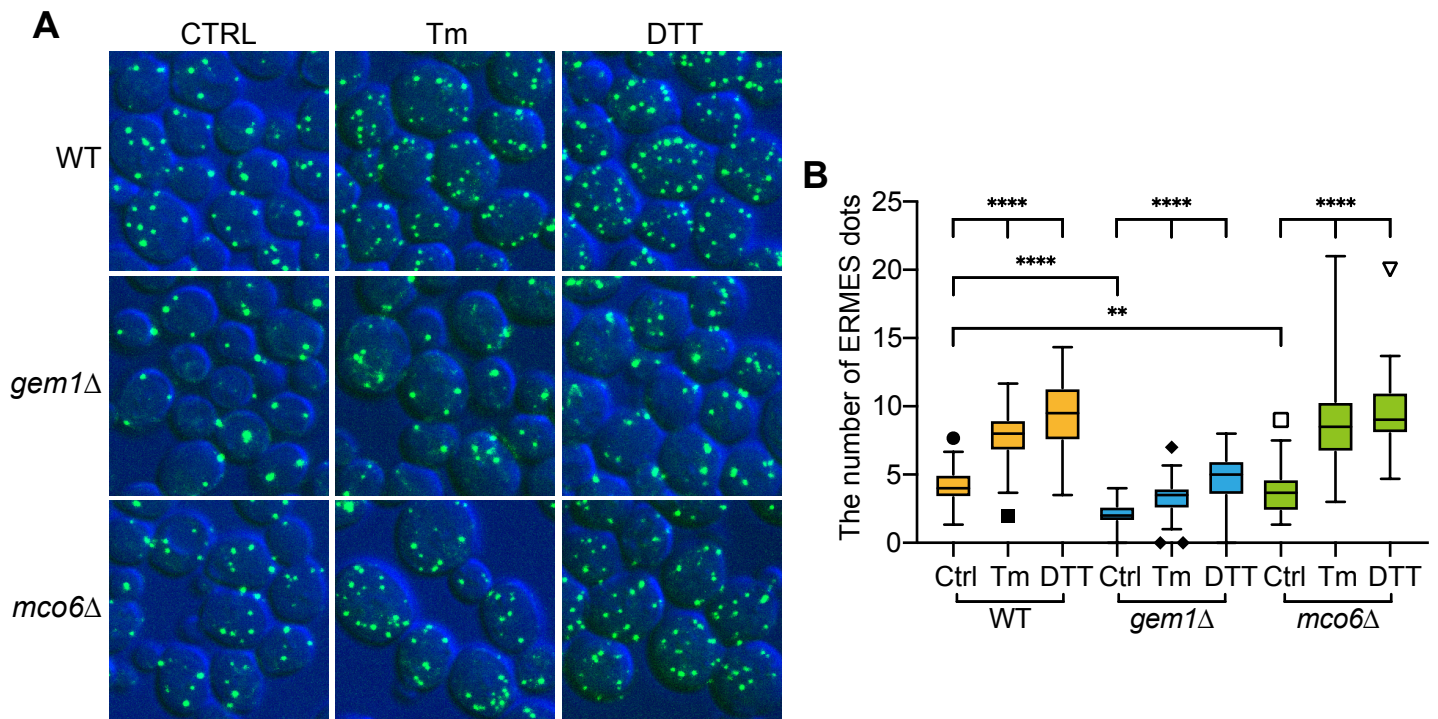 A
CTRL Tm DTT
WT
gem1Δ
mco6Δ
B
The number of ERMES dots
25
20
15
10
5
0
**** **** ****
****
**
Ctrl Tm DTT Ctrl Tm DTT Ctrl Tm DTT
WT gem1Δ mco6Δ